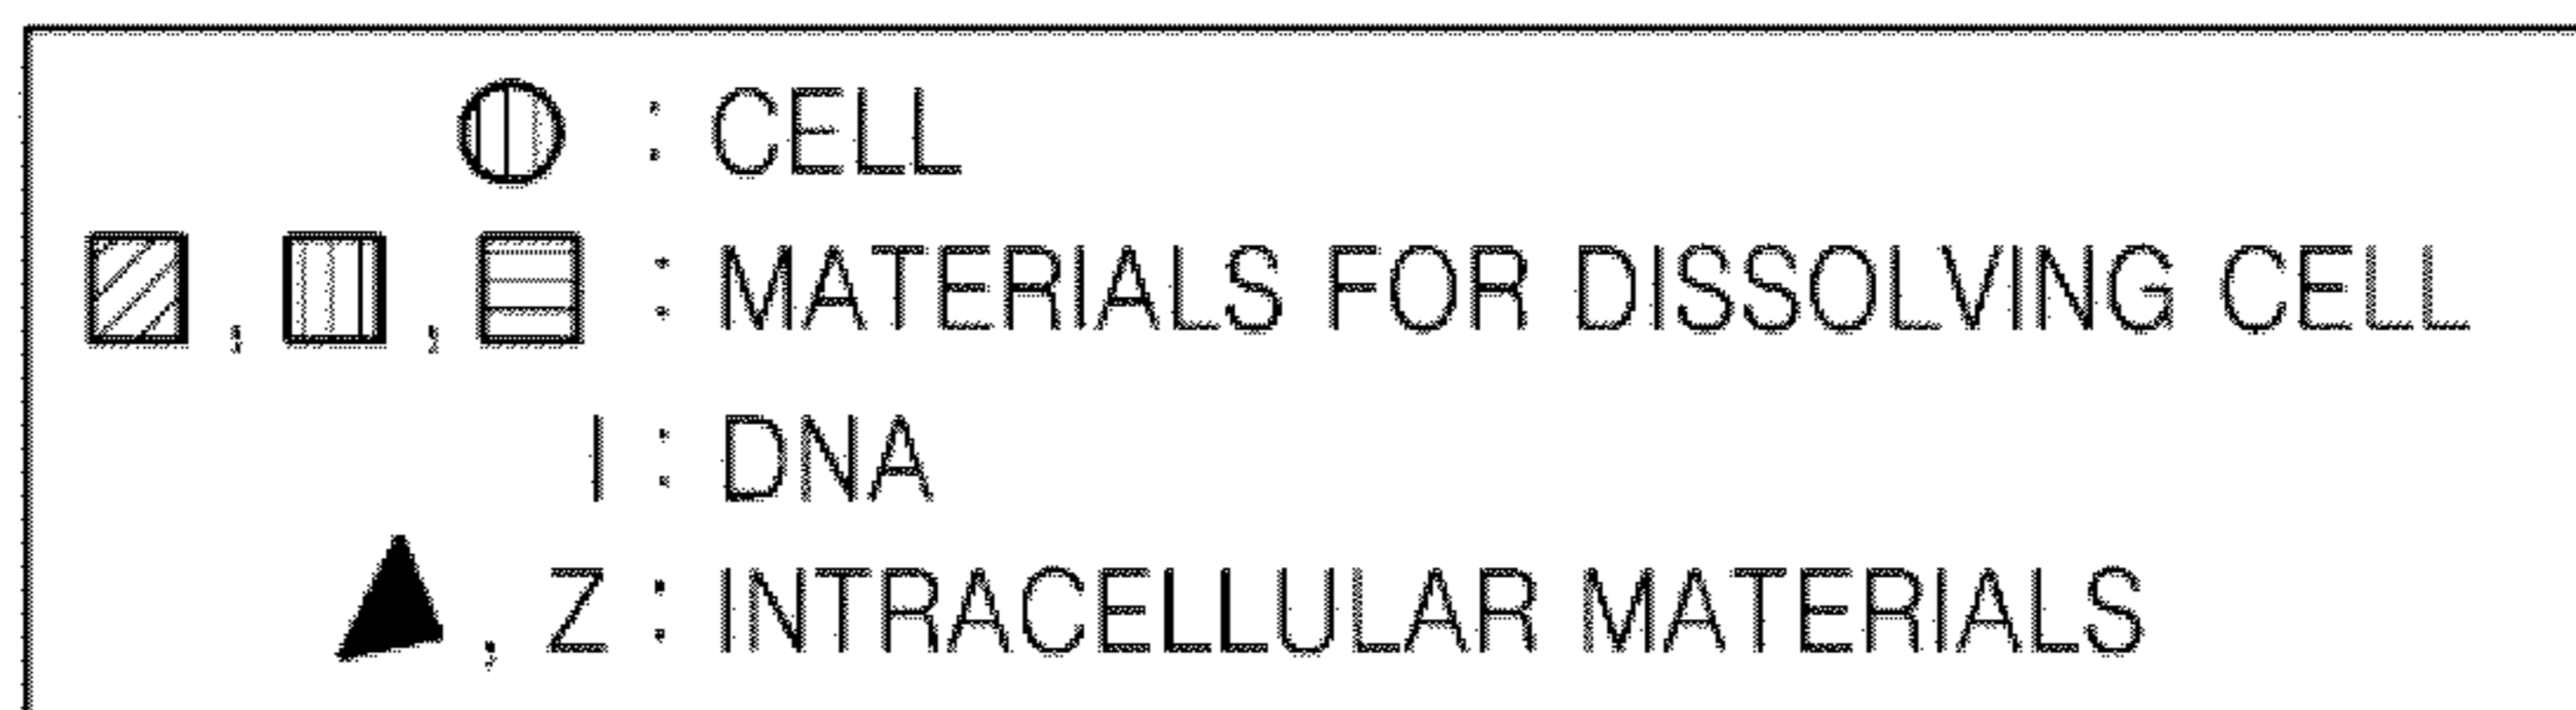 : CELL
, , : MATERIALS FOR DISSOLVING CELL
I : DNA
, Z : INTRACELLULAR MATERIALS